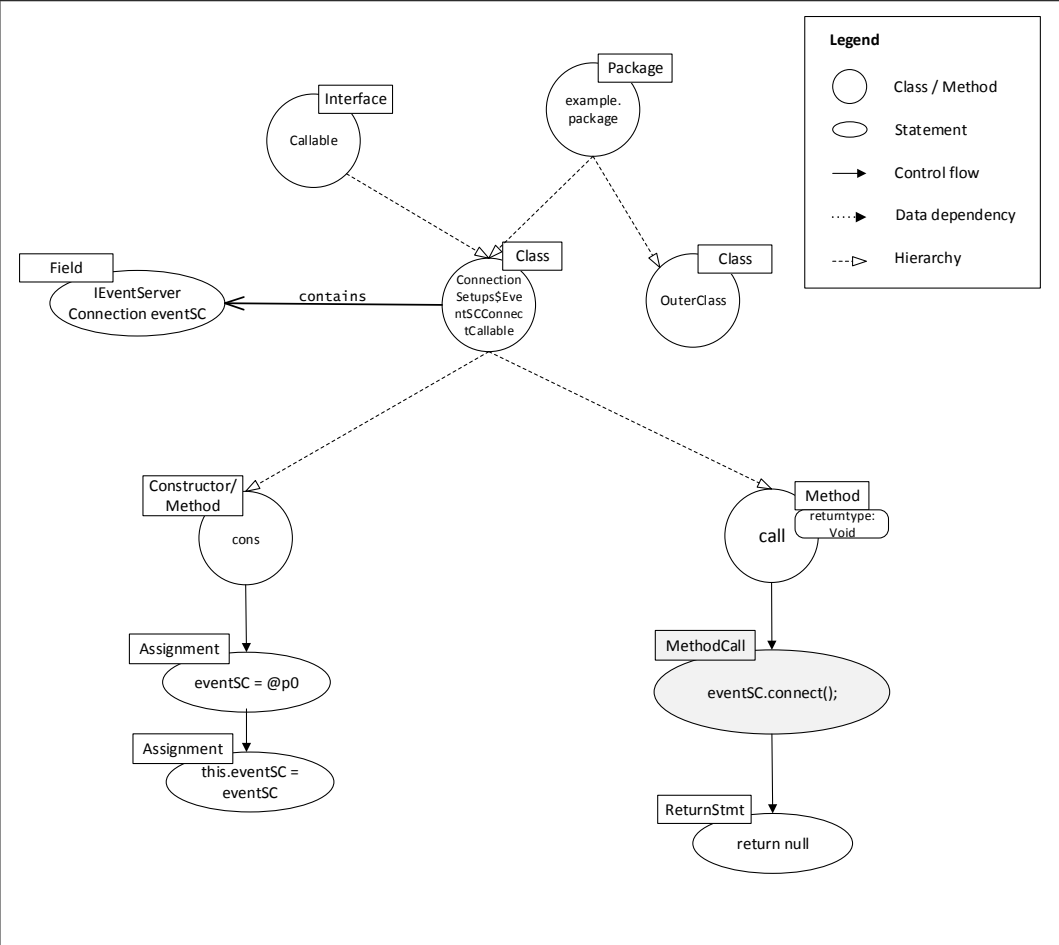 Legend
Class / Method
Statement
Control flow
Data dependency
Hierarchy
Interface
Callable
Package
example.
package
Class
Connection
Setups$Eve
ntSCConnec
tCallable
Class
OuterClass
Field
IEventServer
Connection eventSC
contains
Constructor/
Method
cons
Method
returntype:
Void
call
Assignment
eventSC = @p0
Assignment
this.eventSC =
eventSC
MethodCall
eventSC.connect();
ReturnStmt
return null